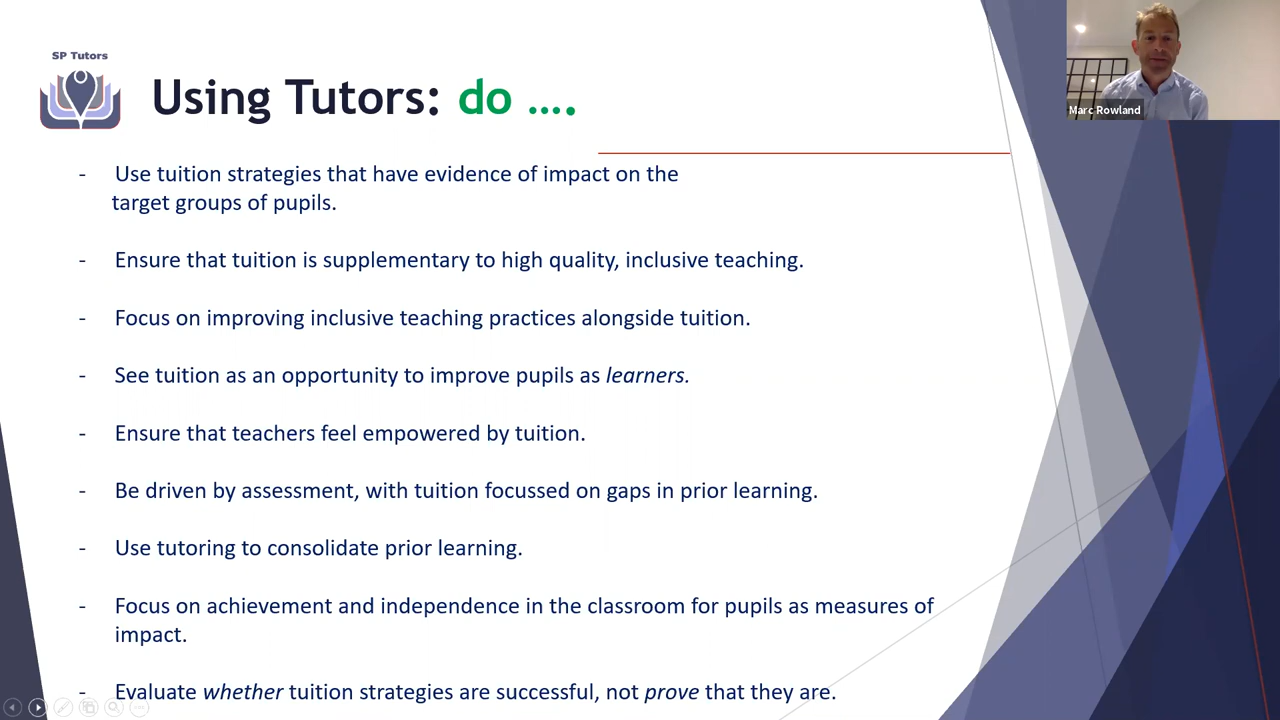 SP Tutors
Using Tutors: do ....
Marc Rowland
- Use tuition strategies that have evidence of impact on the
target groups of pupils.
- Ensure that tuition is supplementary to high quality, inclusive teaching.
- Focus on improving inclusive teaching practices alongside tuition.
- See tuition as an opportunity to improve pupils as learners.
- Ensure that teachers feel empowered by tuition.
- Be driven by assessment, with tuition focussed on gaps in prior learning.
- Use tutoring to consolidate prior learning.
- Focus on achievement and independence in the classroom for pupils as measures of
impact.
- Evaluate whether tuition strategies are successful, not prove that they are.